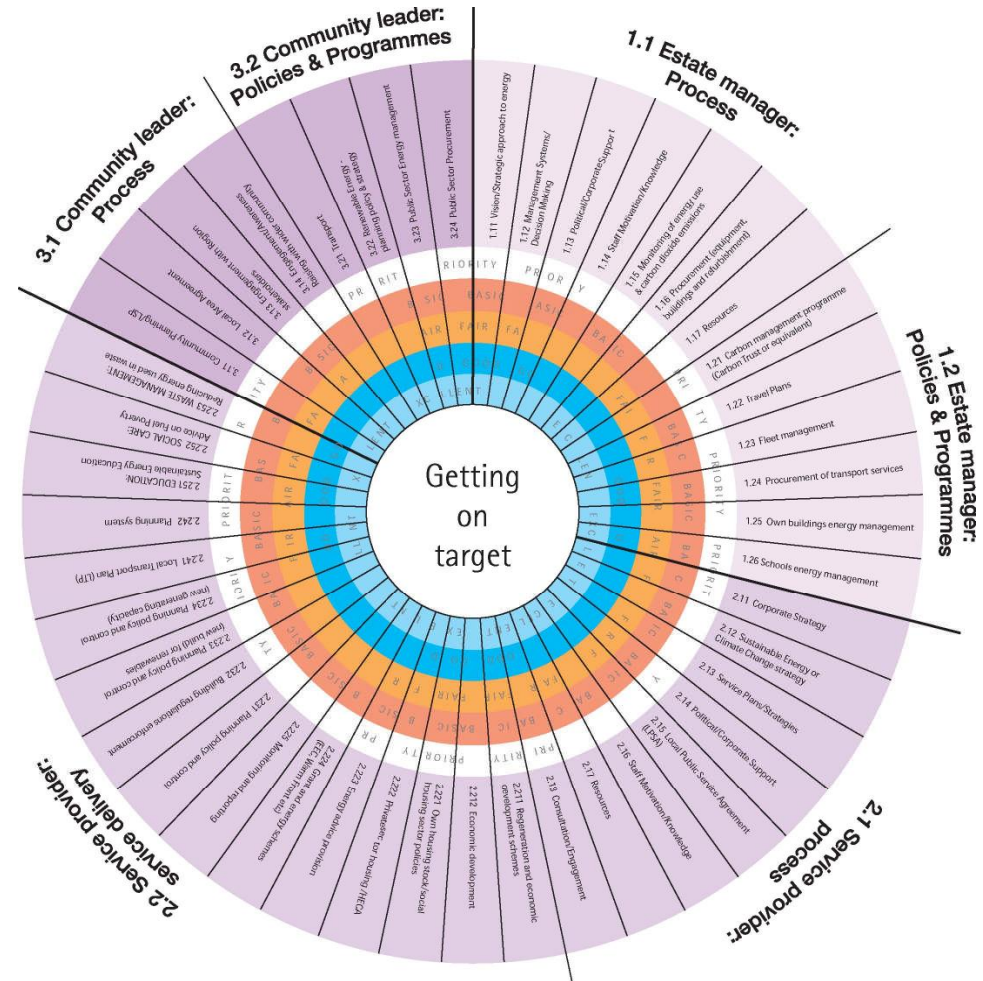 Getting
on
target
1.1 Estate manager:
Process
1.11 Vision/Strategic approach to energy
1.12 Management Systems/
Decision Making
1.13 Political/CorporateSupport
1.14 Staff Motivation/Knowledge
1.15 Monitoring of energy use
& carbon dioxide emissions
1.16 Procurement (equipment,
buildings and refurbishment)
1.17 Resources
1.2 Estate manager:
Policies & Programmes
1.21 Carbon management programme
(Carbon Trust or equivalent)
1.22 Travel Plans
1.23 Fleet management
1.24 Procurement of transport services
1.25 Own buildings energy management
1.26 Schools energy management
2.1 Service provider:
process
2.11 Corporate Strategy
2.12 Sustainable Energy or
Climate Change strategy
2.13 Service Plans/Strategies
2.14 Political/Corporate Support
2.15 Local Public Service Agreement
(LPSA)
2.16 Staff Motivation/Knowledge
2.17 Resources
2.19 Consultation/Engagement
2.2 Service provider:
service delivery
2.211 Regeneration and economic
development schemes
2.212 Economic development
2.221 Own housing stock/social
housing sector policies
2.222 Private sector housing /HECA
2.223 Energy advice provision
2.224 Grant and energy schemes
(EEC, Warm Front etc)
2.225 Monitoring and reporting
2.231 Planning policy and control
2.232 Building regulations enforcement
2.233 Planning policy and control
(new build) for renewables
2.234 Planning policy and control
(new generating capacity)
2.241 Local Transport Plan (LTP)
2.242 Planning system
2.251 EDUCATION:
Sustainable Energy Education
2.252 SOCIAL CARE:
Advice on Fuel Poverty
2.253 WASTE MANAGEMENT:
Reducing energy used in waste
3.1 Community leader:
Process
3.11 Community Planning/LSP
3.12 Local Area Agreement
3.13 Engagement with Region
stakeholders
3.14 Engagement/Awareness
Raising with wider community
3.2 Community leader:
Policies & Programmes
3.21 Transport
3.22 Renewable Energy -
planning policy & strategy
3.223 Public Sector Energy management
3.24 Public Sector Procurement
PRIORITY
BASIC
FAIR